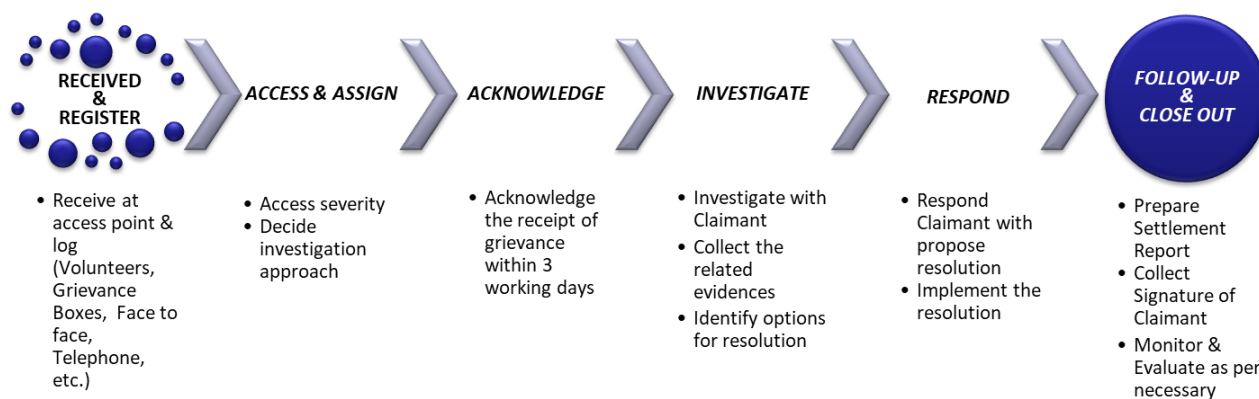 RECEIVED
&
REGISTER
• Receive at
access point &
log
(Volunteers,
Grievance
Boxes, Face to
face,
Telephone,
etc.)
ACCESS & ASSIGN
• Access severity
• Decide
investigation
approach
ACKNOWLEDGE
• Acknowledge
the receipt of
grievance
within 3
working days
INVESTIGATE
• Investigate with
Claimant
• Collect the
related
evidences
• Identify options
for resolution
RESPOND
• Respond
Claimant with
propose
resolution
• Implement the
resolution
FOLLOW-UP
&
CLOSE OUT
• Prepare
Settlement
Report
• Collect
Signature of
Claimant
• Monitor &
Evaluate as per
necessary